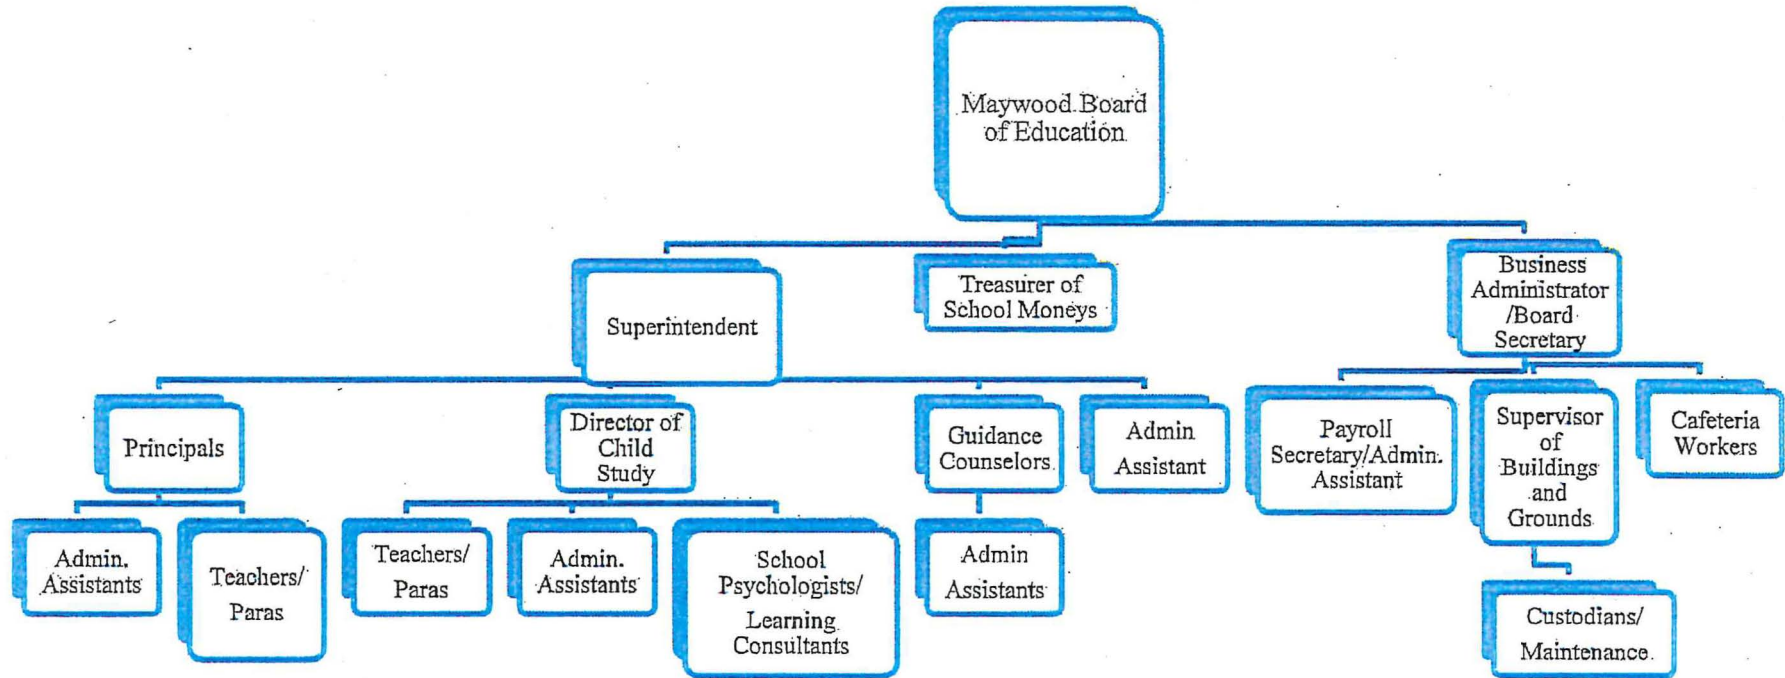 Maywood Board
of Education
Superintendent
Treasurer of
School Moneys
Business
Administrator
/Board
Secretary
Principals
Director of
Child
Study
Guidance
Counselors
Admin
Assistant
Payroll
Secretary/Admin.
Assistant
Supervisor
of
Buildings
and
Grounds
Cafeteria
Workers
Admin.
Assistants
Teachers/
Paras
Teachers/
Paras
Admin.
Assistants
School
Psychologists/
Learning
Consultants
Admin
Assistants
Custodians/
Maintenance